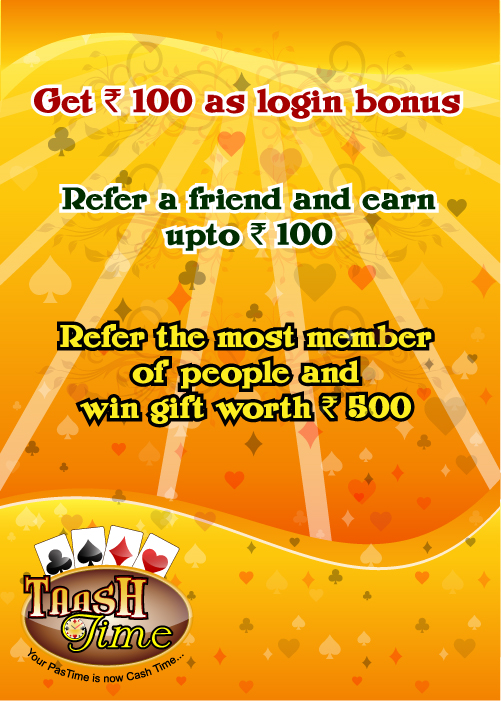 Get ₹ 100 as login bonus
Refer a friend and earn
upto ₹ 100
Refer the most member
of people and
win gift worth ₹ 500
TAASH
Time
Your PasTime is now Cash Time...